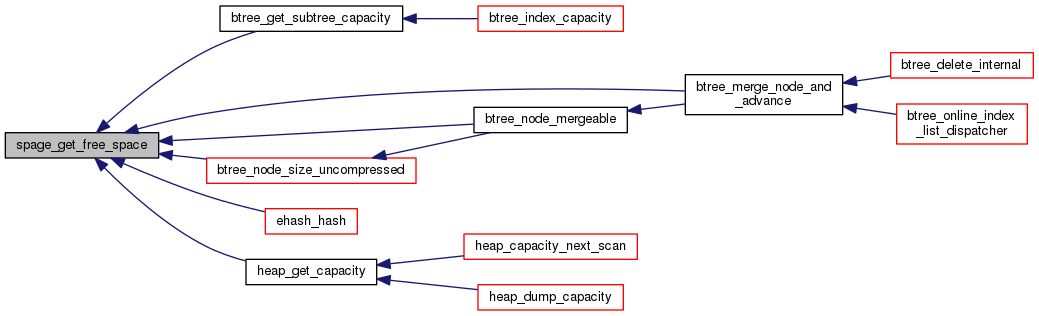 btree_get_subtree_capacity
btree_index_capacity
btree_delete_internal
btree_merge_node_and
_advance
btree_online_index
_list_dispatcher
btree_node_mergeable
spage_get_free_space
btree_node_size_uncompressed
ehash_hash
heap_capacity_next_scan
heap_get_capacity
heap_dump_capacity